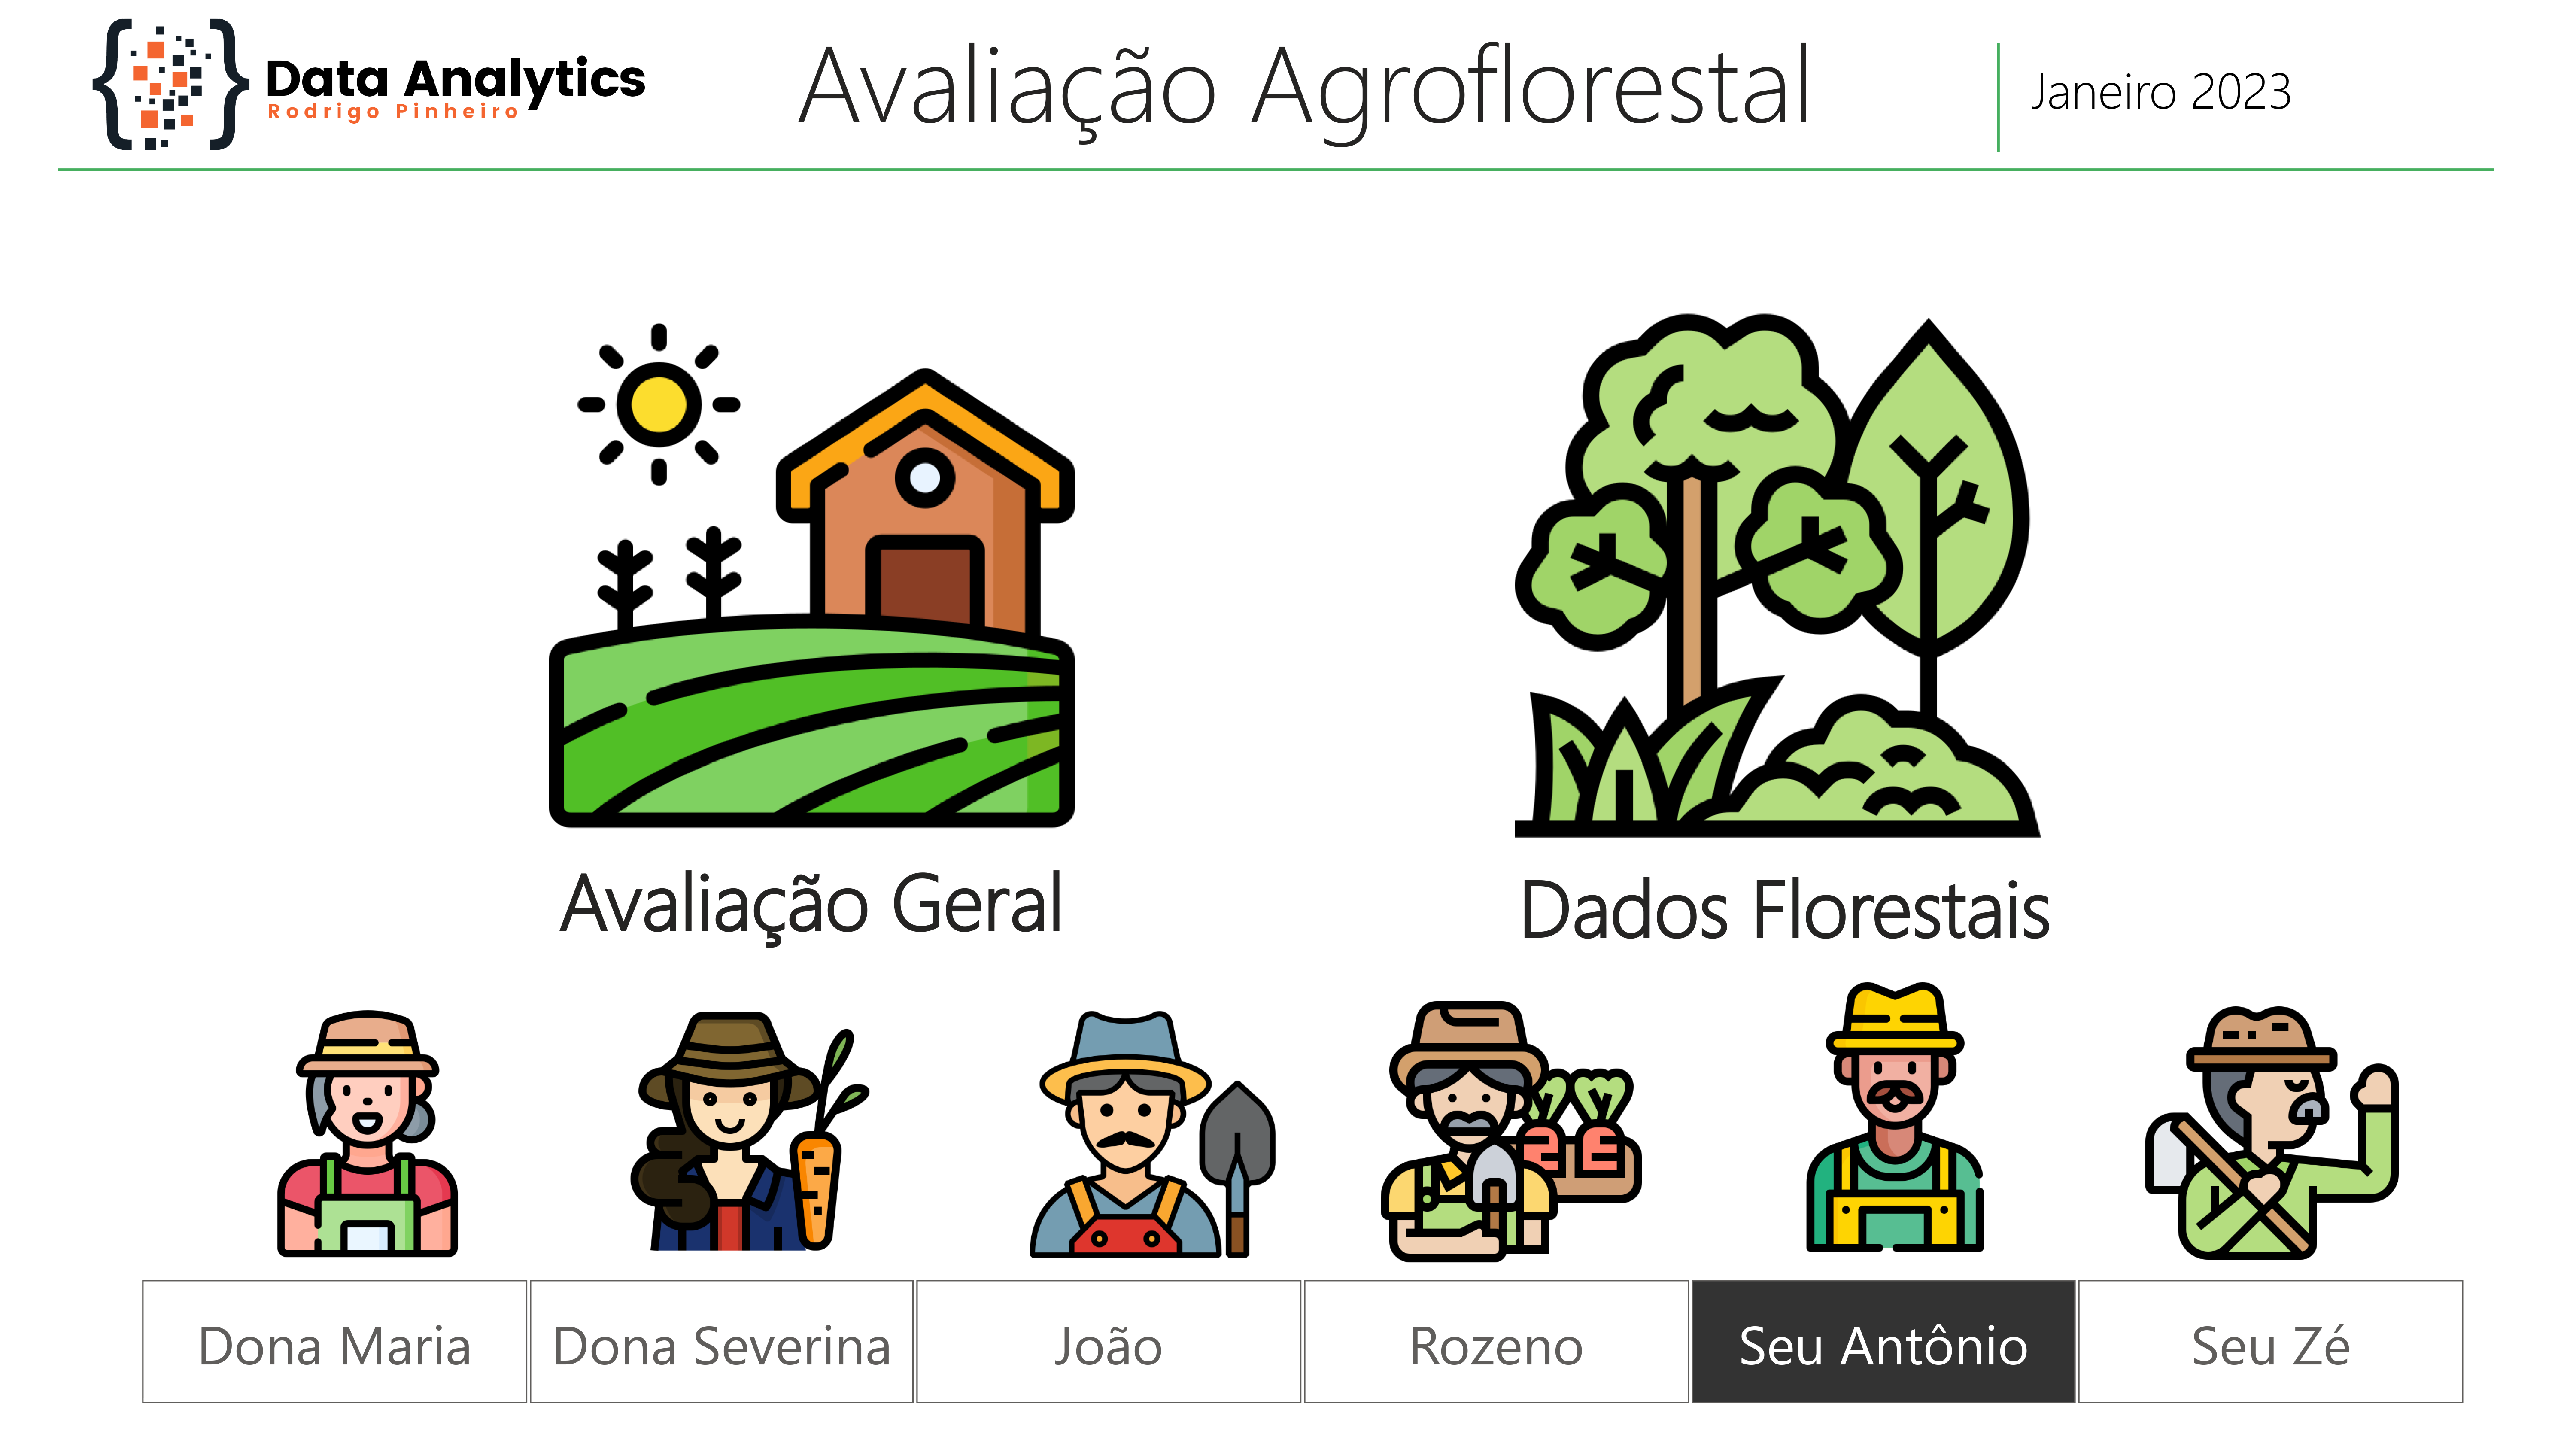 Data Analytics
Rodrigo Pinheiro
Avaliação Agroflorestal
Janeiro 2023
Avaliação Geral
Dados Florestais
Dona Maria
Dona Severina
João
Rozeno
Seu Antônio
Seu Zé